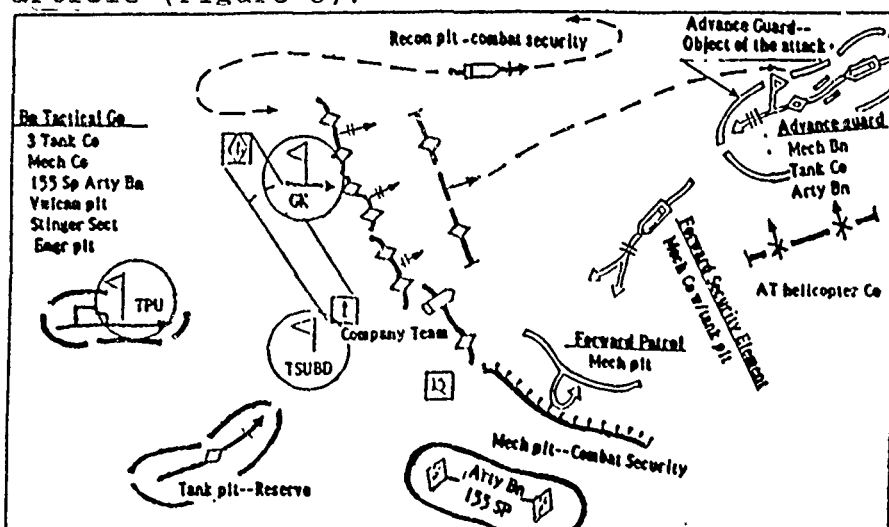 article (Figure 8).
Recon plt-combat security
Advance Guard--
Object of the attack
Bn Tactical Gp
3 Tank Co
Mech Co
155 Sp Arty Bn
Vulcan plt
Stinger Sect
Engr plt
Advance guard
Mech Bn
Tank Co
Arty Bn
GK
TPU
TSUBD
Company Team
Forward Security Element
Mech Co w/tank plt
AT helicopter Co
Forward Patrol
Mech plt
Mech plt--Combat Security
Tank plt--Reserve
Arty Bn
155 SP